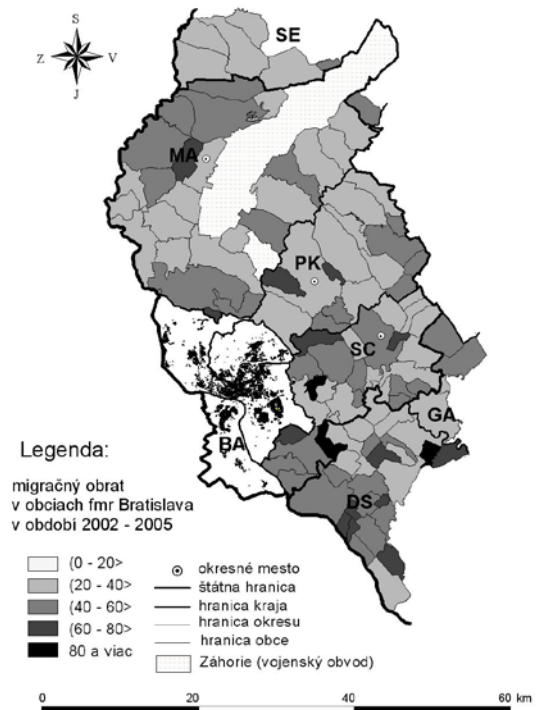 S
Z V
J
SE
MA
PK
SC
GA
BA
DS
Legenda:
migračný obrat
v obciach fmr Bratislava
v období 2002 - 2005
(0 - 20>
(20 - 40>
(40 - 60>
(60 - 80>
80 a viac
okresné mesto
štátna hranica
hranica kraja
hranica okresu
hranica obce
Záhorie (vojenský obvod)
0 20 40 60 km